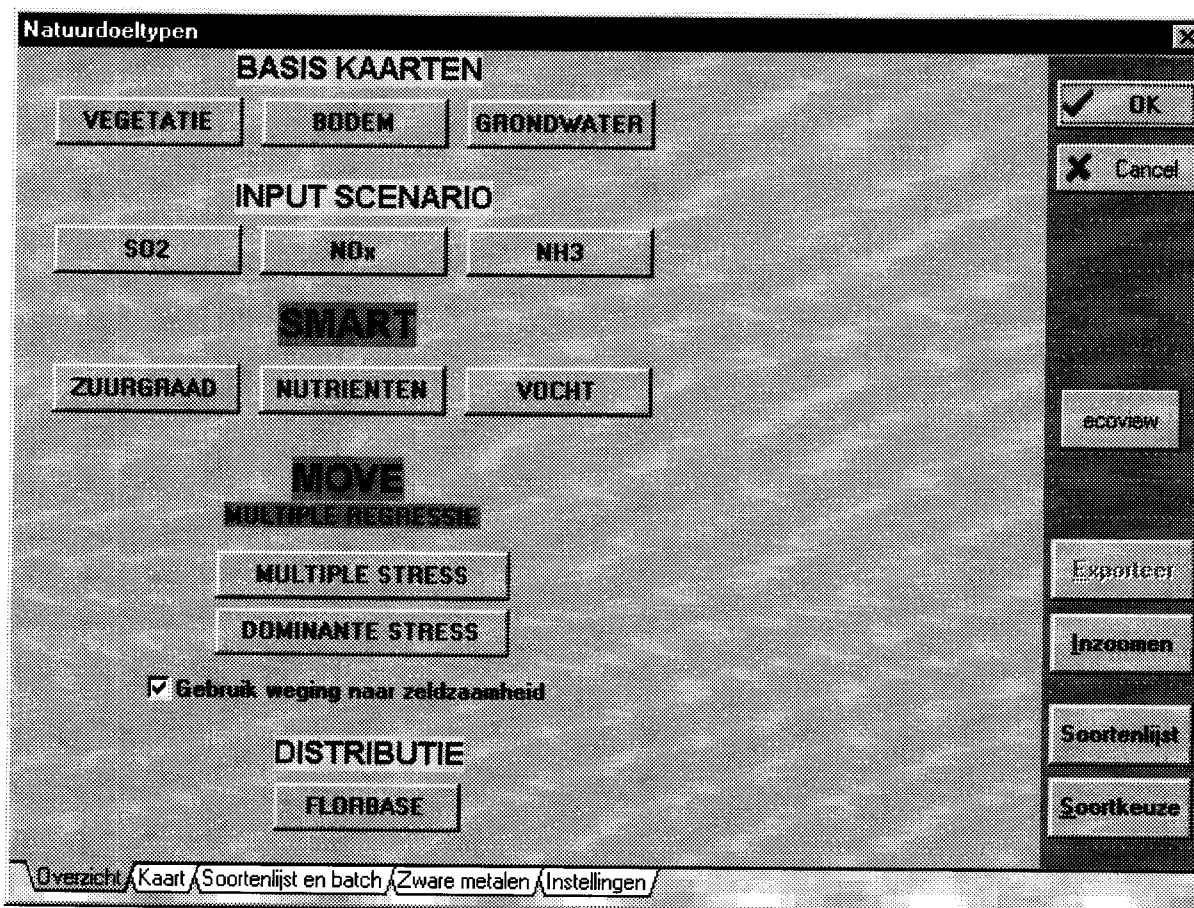 Natuurdoeltypen
BASIS KAARTEN
VEGETATIE BODEM GRONDWATER
OK
Cancel
INPUT SCENARIO
SO2 NOx NH3
SMART
ZUURGRAAD NUTRIENTEN VOCHT
ecoview
MOVE
MULTIPLE REGRESSIE
MULTIPLE STRESS
DOMINANTE STRESS
Exporteer
Inzoomen
Gebruik weging naar zeldzaamheid
Soortenlijst
DISTRIBUTIE
FLORBASE
Soortkeuze
Overzicht Kaart Soortenlijst en batch Zware metalen Instellingen